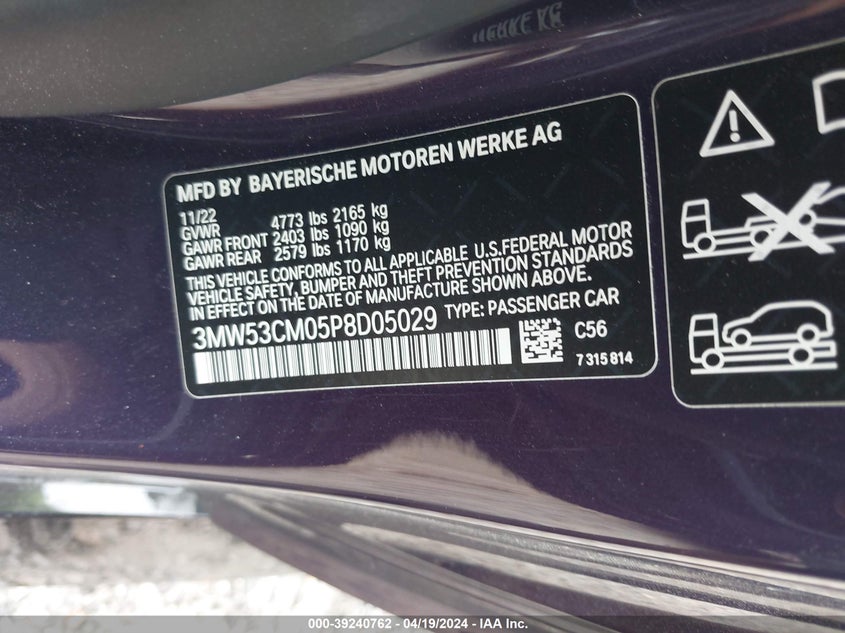 WERKE KG
MFD BY BAYERISCHE MOTOREN WERKE AG
11/22
GVWR 4773 lbs 2165 kg
GAWR FRONT 2403 lbs 1090 kg
GAWR REAR 2579 lbs 1170 kg
THIS VEHICLE CONFORMS TO ALL APPLICABLE U.S.FEDERAL MOTOR
VEHICLE SAFETY, BUMPER AND THEFT PREVENTION STANDARDS
IN EFFECT ON THE DATE OF MANUFACTURE SHOWN ABOVE.
3MW53CM05P8D05029 TYPE: PASSENGER CAR
C56
7 315 814
000-39240762 - 04/19/2024 - IAA Inc.